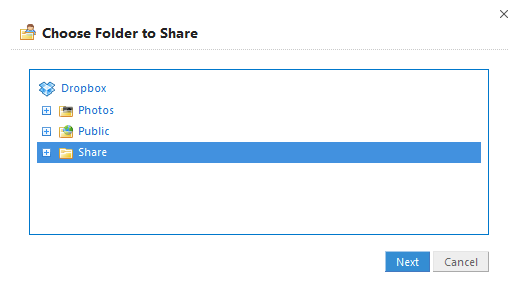 Choose Folder to Share
Dropbox
Photos
Public
Share
Next Cancel